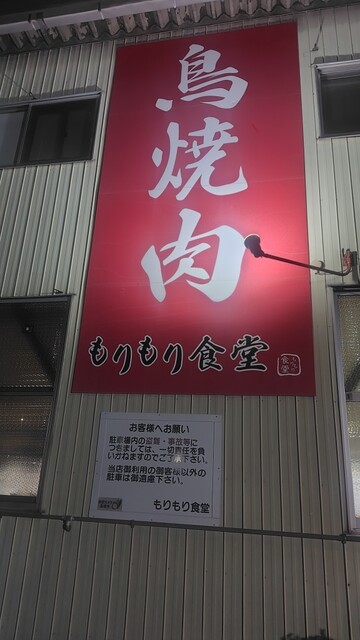 鳥焼肉
もりもり食堂
食堂
お客様へお願い
駐車場内の盗難・事故等に
つきましては、一切責任を負
いかねますのでご了承下さい。
当店御利用の御客様以外の
駐車は御遠慮下さい。
もりもり食堂